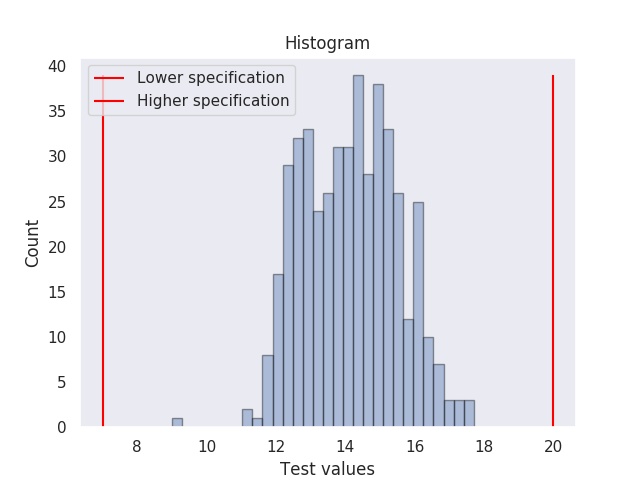 Histogram
Lower specification
Higher specification
Count
40
35
30
25
20
15
10
5
0
8 10 12 14 16 18 20
Test values